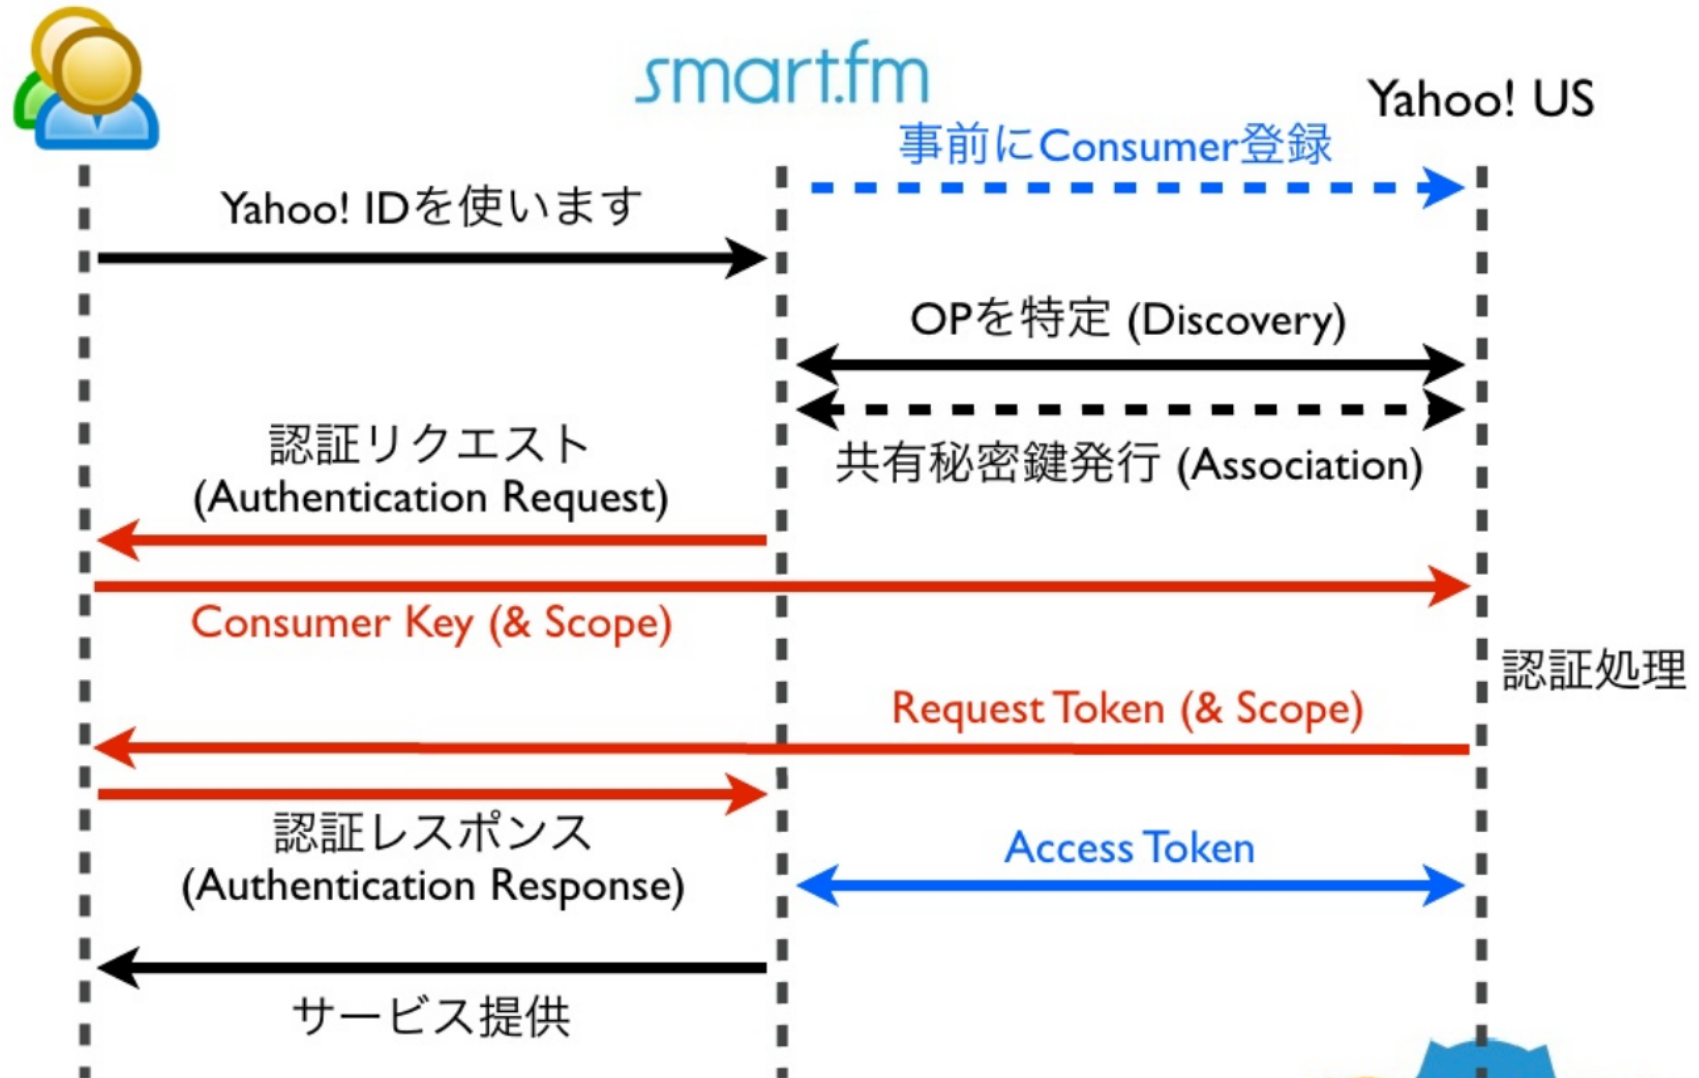 smart.fm
Yahoo! US
事前にConsumer登録
Yahoo! IDを使います
OPを特定 (Discovery)
共有秘密鍵発行 (Association)
認証リクエスト
(Authentication Request)
Consumer Key (& Scope)
認証処理
Request Token (& Scope)
認証レスポンス
(Authentication Response)
Access Token
サービス提供